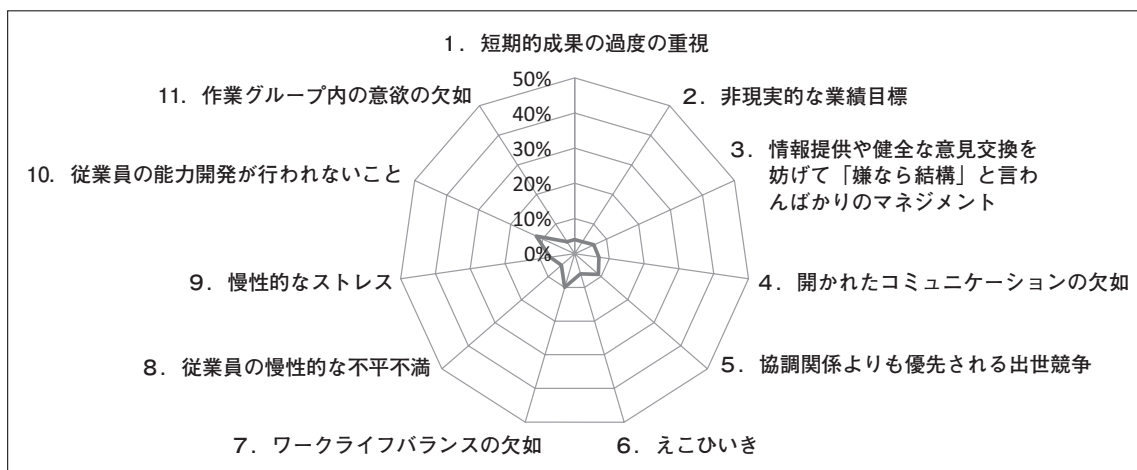 1．短期的成果の過度の重視
2．非現実的な業績目標
3．情報提供や健全な意見交換を
妨げて「嫌なら結構」と言わ
んばかりのマネジメント
4．開かれたコミュニケーションの欠如
5．協調関係よりも優先される出世競争
6．えこひいき
7．ワークライフバランスの欠如
8．従業員の慢性的な不平不満
9．慢性的なストレス
10．従業員の能力開発が行われないこと
11．作業グループ内の意欲の欠如
50%
40%
30%
20%
10%
0%